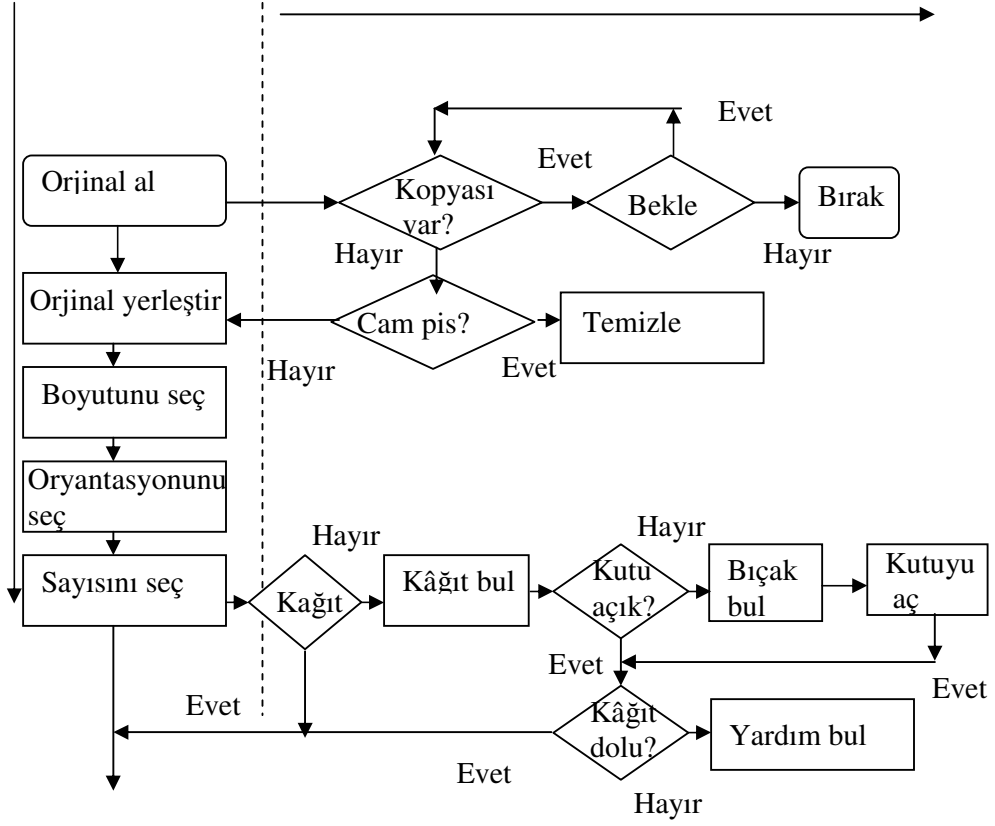 Evet
Evet
Orjinal al
Kopyası
var?
Bekle
Bırak
Hayır
Hayır
Orjinal yerleştir
Cam pis?
Temizle
Hayır
Evet
Boyutunu seç
Oryantasyonunu
seç
Hayır
Hayır
Sayısını seç
Kağıt
Kâğıt bul
Kutu
açık?
Bıçak
bul
Kutuyu
aç
Evet
Evet
Evet
Kâğıt
dolu?
Yardım bul
Evet
Hayır